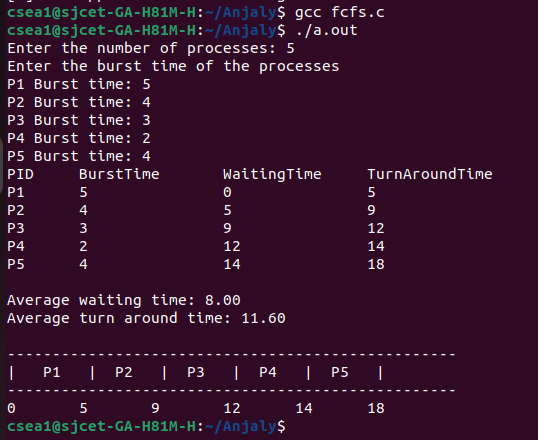 csea1@sjcet-GA-H81M-H:~/Anjaly$ gcc fcfs.c
csea1@sjcet-GA-H81M-H:~/Anjaly$ ./a.out
Enter the number of processes: 5
Enter the burst time of the processes
P1 Burst time: 5
P2 Burst time: 4
P3 Burst time: 3
P4 Burst time: 2
P5 Burst time: 4
PID     BurstTime       WaitingTime     TurnAroundTime
P1      5               0               5
P2      4               5               9
P3      3               9               12
P4      2               12              14
P5      4               14              18

Average waiting time: 8.00
Average turn around time: 11.60

--------------------------------------------------
|   P1   |  P2   |  P3   |  P4   |  P5   |
--------------------------------------------------
0       5       9       12      14      18
csea1@sjcet-GA-H81M-H:~/Anjaly$